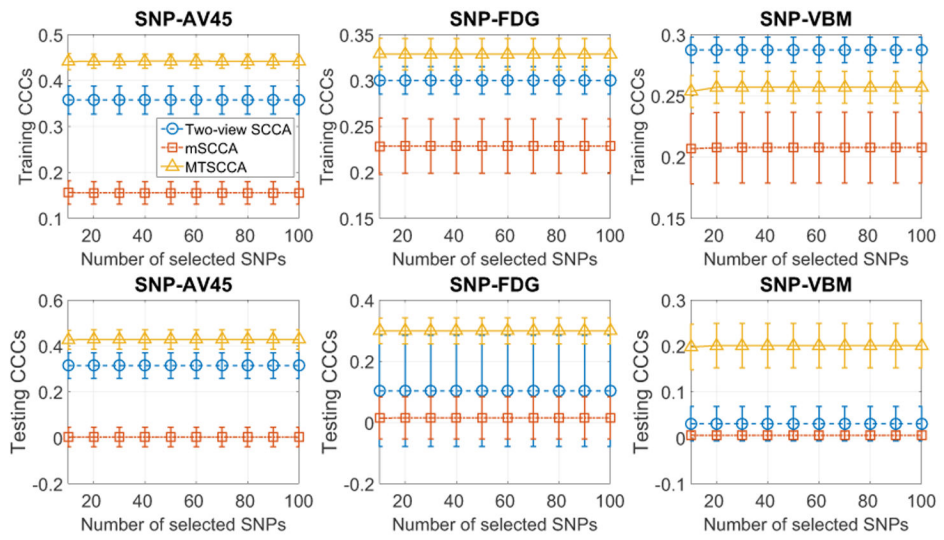 SNP-AV45
SNP-FDG
SNP-VBM
Training CCCs
0.5
0.4
0.3
0.2
0.1
Two-view SCCA
mSCCA
MTSCCA
20 40 60 80 100
Number of selected SNPs
Training CCCs
0.35
0.3
0.25
0.2
0.15
20 40 60 80 100
Number of selected SNPs
Training CCCs
0.3
0.25
0.2
0.15
20 40 60 80 100
Number of selected SNPs
SNP-AV45
SNP-FDG
SNP-VBM
Testing CCCs
0.6
0.4
0.2
0
-0.2
20 40 60 80 100
Number of selected SNPs
Testing CCCs
0.4
0.2
0
-0.2
20 40 60 80 100
Number of selected SNPs
Testing CCCs
0.3
0.2
0.1
0
-0.1
20 40 60 80 100
Number of selected SNPs